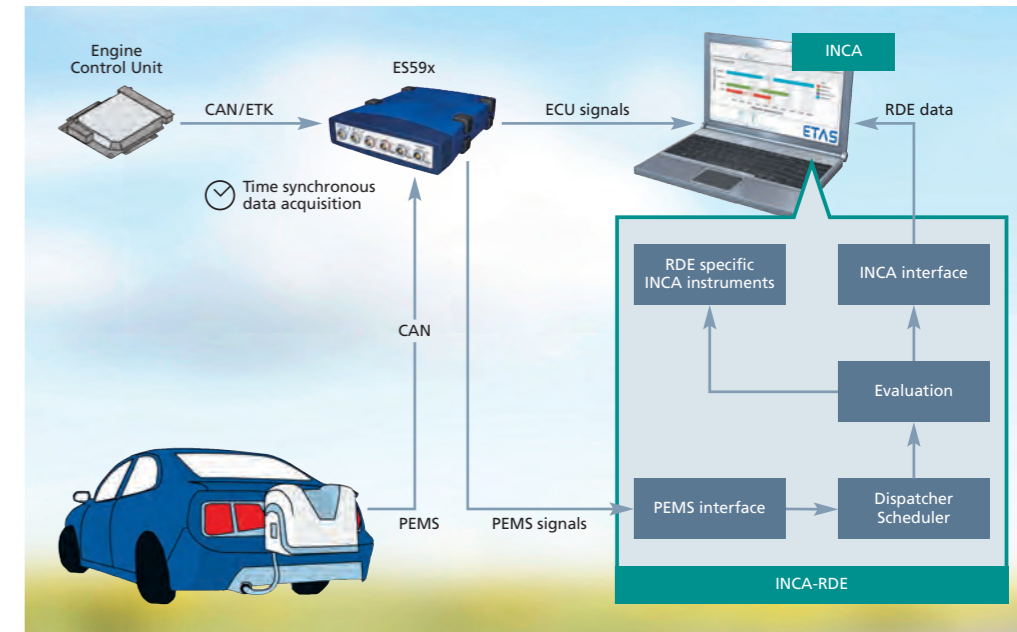 Engine
Control Unit
CAN/ETK
ES59x
ECU signals
INCA
RDE data
ETAS
Time synchronous
data acquisition
CAN
RDE specific
INCA instruments
INCA interface
Evaluation
PEMS
PEMS signals
PEMS interface
Dispatcher
Scheduler
INCA-RDE